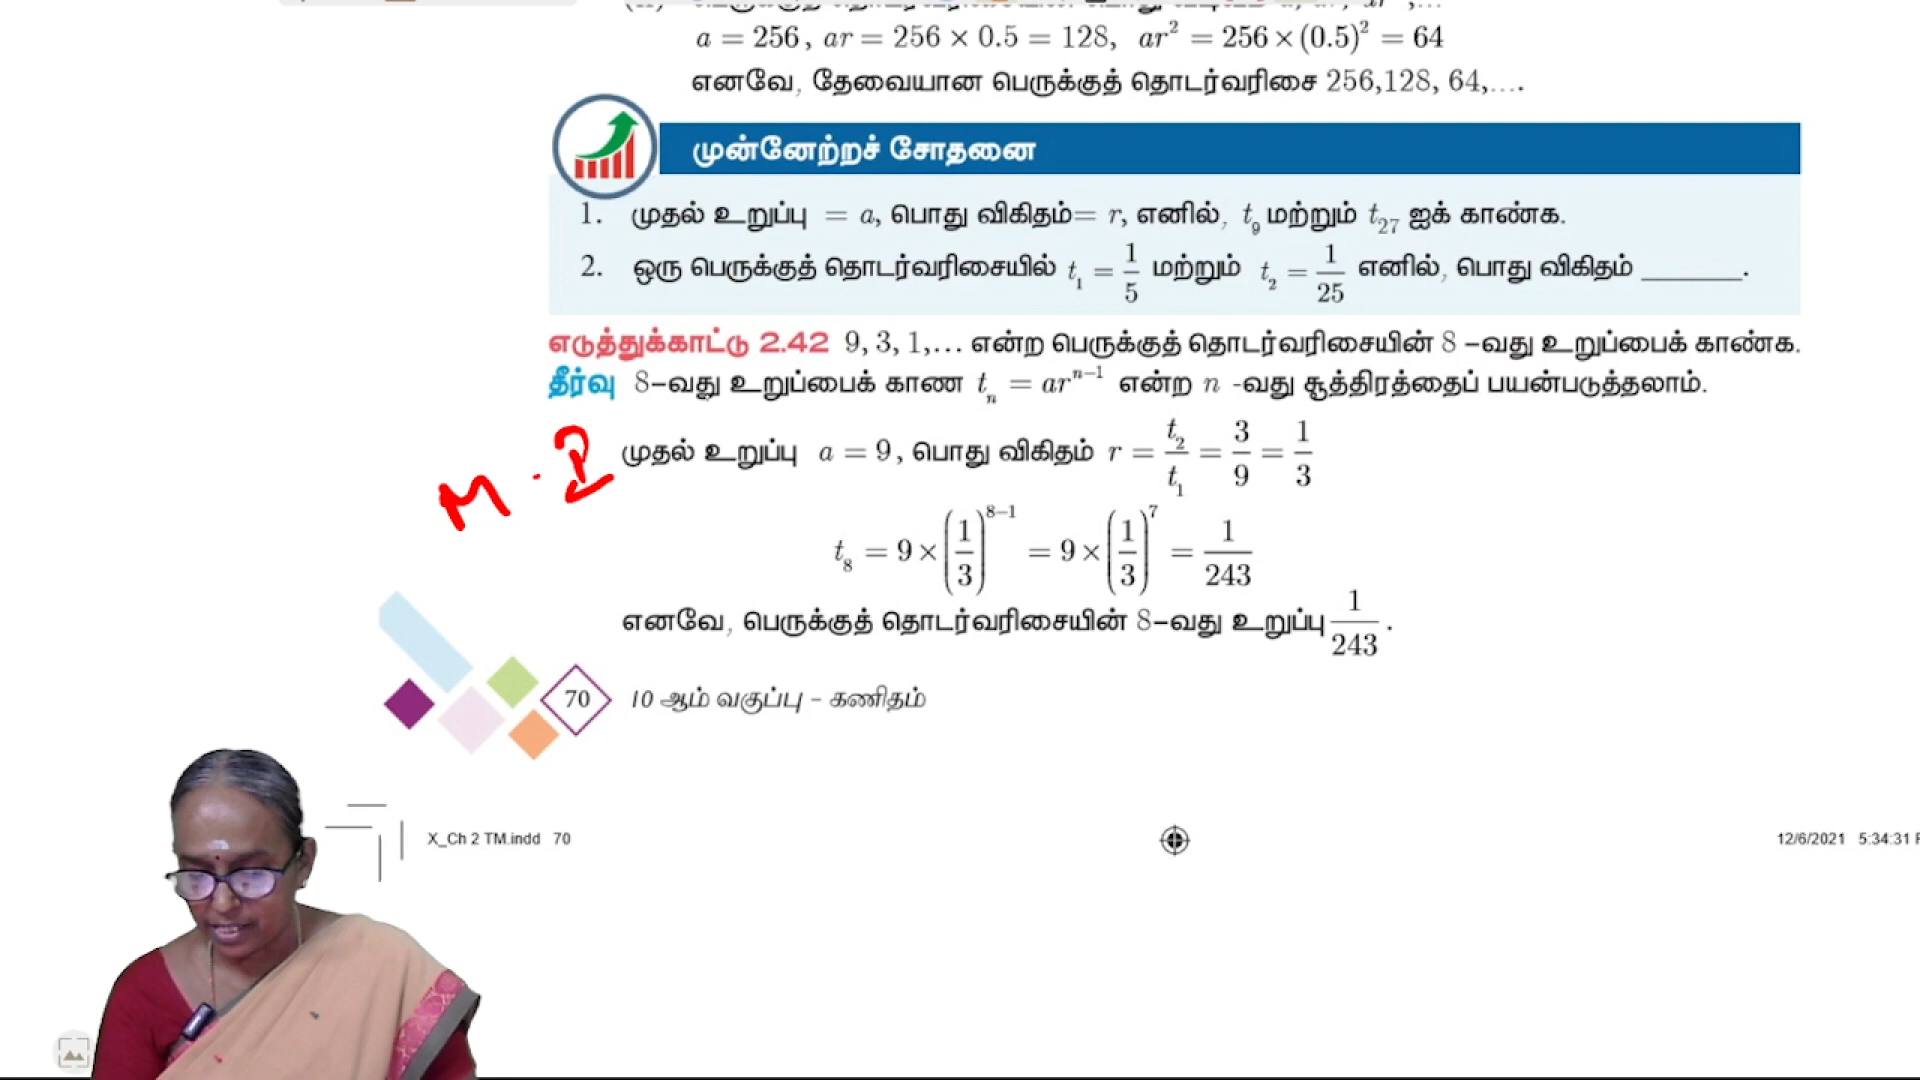 a = 256, ar = 256 × 0.5 = 128, ar² = 256×(0.5)² = 64
எனவே, தேவையான பெருக்குத் தொடர்வரிசை 256,128, 64,….
முன்னேற்றச் சோதனை
1. முதல் உறுப்பு = a, பொது விகிதம்= r, எனில், t₉ மற்றும் t₂₇ ஐக் காண்க.
2. ஒரு பெருக்குத் தொடர்வரிசையில் t₁ = 1/5 மற்றும் t₂ = 1/25 எனில், பொது விகிதம் ______.
எடுத்துக்காட்டு 2.42 9, 3, 1,… என்ற பெருக்குத் தொடர்வரிசையின் 8 –வது உறுப்பைக் காண்க.
தீர்வு 8–வது உறுப்பைக் காண tₙ = arⁿ⁻¹ என்ற n -வது சூத்திரத்தைப் பயன்படுத்தலாம்.
முதல் உறுப்பு a = 9, பொது விகிதம் r = t₂/t₁ = 3/9 = 1/3
t₈ = 9×(1/3)⁸⁻¹ = 9×(1/3)⁷ = 1/243
எனவே, பெருக்குத் தொடர்வரிசையின் 8–வது உறுப்பு 1/243 .
70 10 ஆம் வகுப்பு – கணிதம்
X_Ch 2 TM.indd 70
12/6/2021 5:34:31